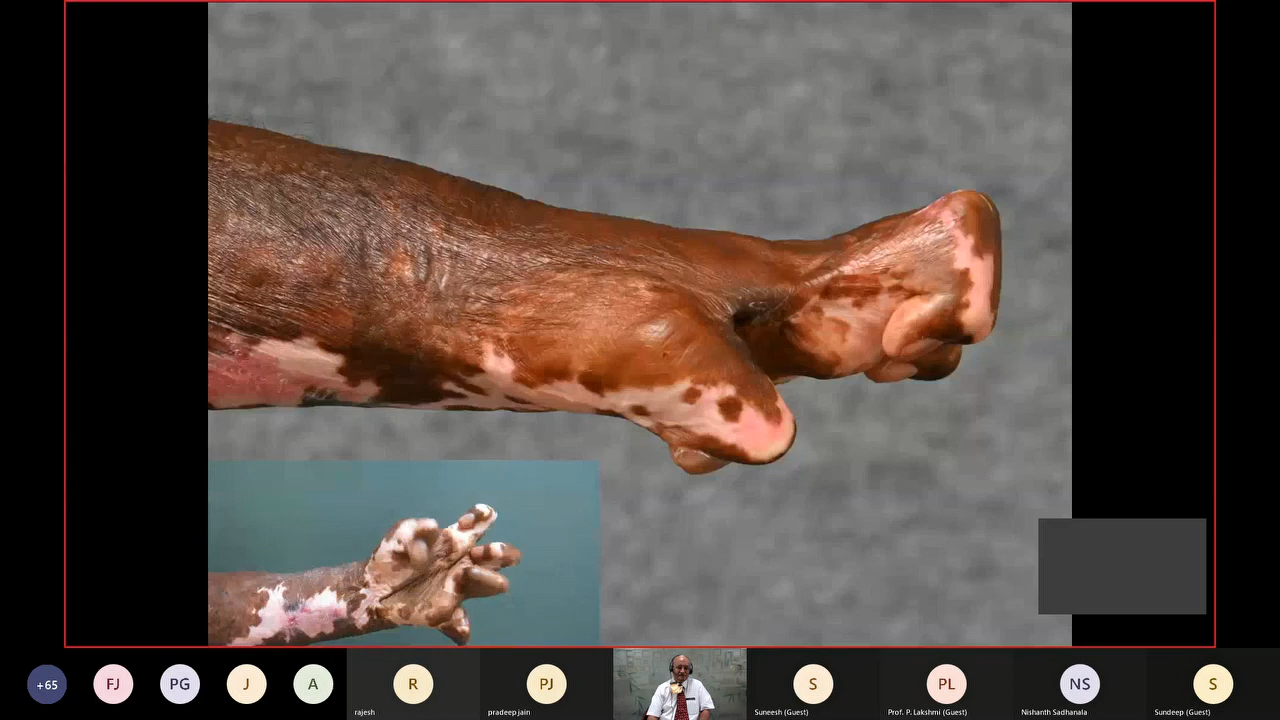 +65
FJ
PG
J
A
R
PJ
S
PL
NS
S
rajesh
pradeep jain
Suneesh (Guest)
Prof. P. Lakshmi (Guest)
Nishanth Sadhanala
Sundeep (Guest)